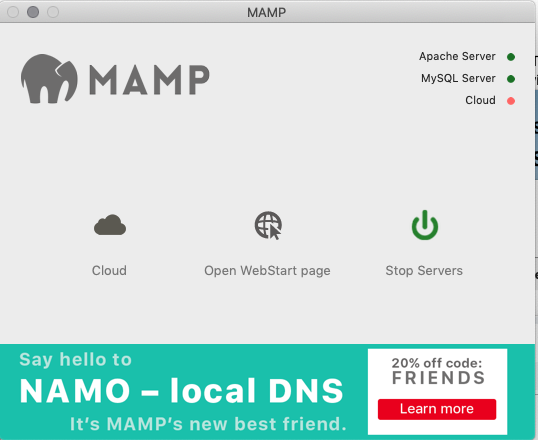 MAMP
MAMP
Apache Server
MySQL Server
Cloud
Cloud
Open WebStart page
Stop Servers
Say hello to
NAMO – local DNS
It's MAMP's new best friend.
20% off code:
FRIENDS
Learn more